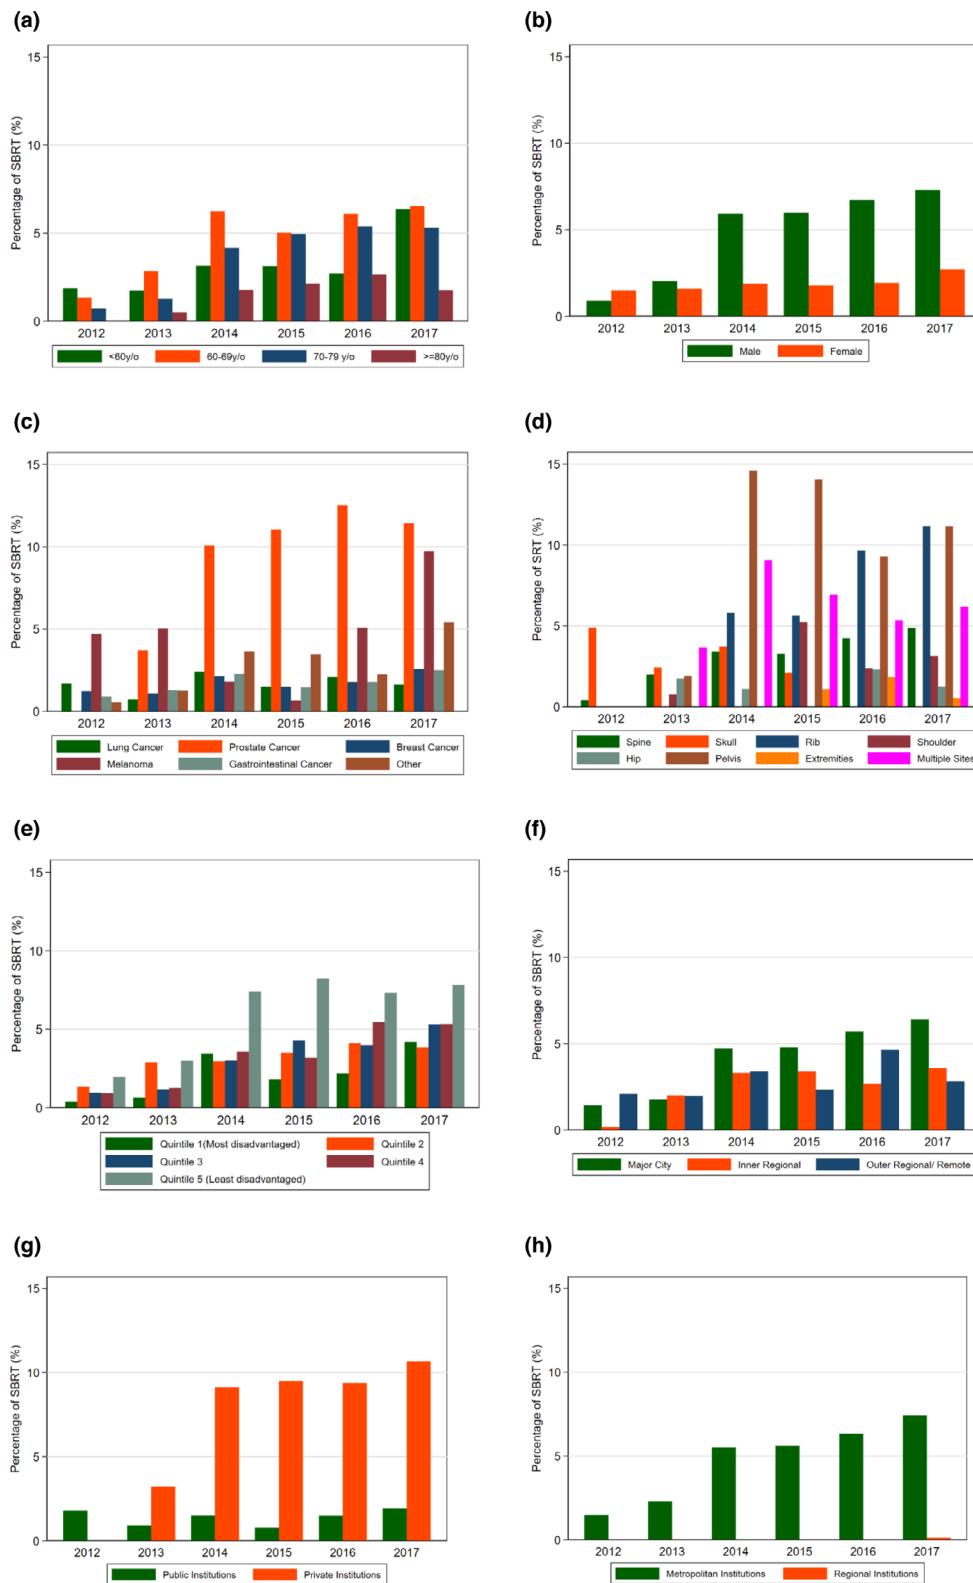 (a)
Percentage of SBRT (%)
15
10
5
0
2012 2013 2014 2015 2016 2017
<60y/o 60-69y/o 70-79 y/o >=80y/o
(b)
Percentage of SBRT (%)
15
10
5
0
2012 2013 2014 2015 2016 2017
Male Female
(c)
Percentage of SBRT (%)
15
10
5
0
2012 2013 2014 2015 2016 2017
Lung Cancer Prostate Cancer Breast Cancer
Melanoma Gastrointestinal Cancer Other
(d)
Percentage of SRT (%)
15
10
5
0
2012 2013 2014 2015 2016 2017
Spine Skull Rib Shoulder
Hip Pelvis Extremities Multiple Sites
(e)
Percentage of SBRT (%)
15
10
5
0
2012 2013 2014 2015 2016 2017
Quintile 1(Most disadvantaged) Quintile 2
Quintile 3 Quintile 4
Quintile 5 (Least disadvantaged)
(f)
Percentage of SBRT (%)
15
10
5
0
2012 2013 2014 2015 2016 2017
Major City Inner Regional Outer Regional/ Remote
(g)
Percentage of SBRT (%)
15
10
5
0
2012 2013 2014 2015 2016 2017
Public Institutions Private Institutions
(h)
Percentage of SBRT (%)
15
10
5
0
2012 2013 2014 2015 2016 2017
Metropolitan Institutions Regional Institutions